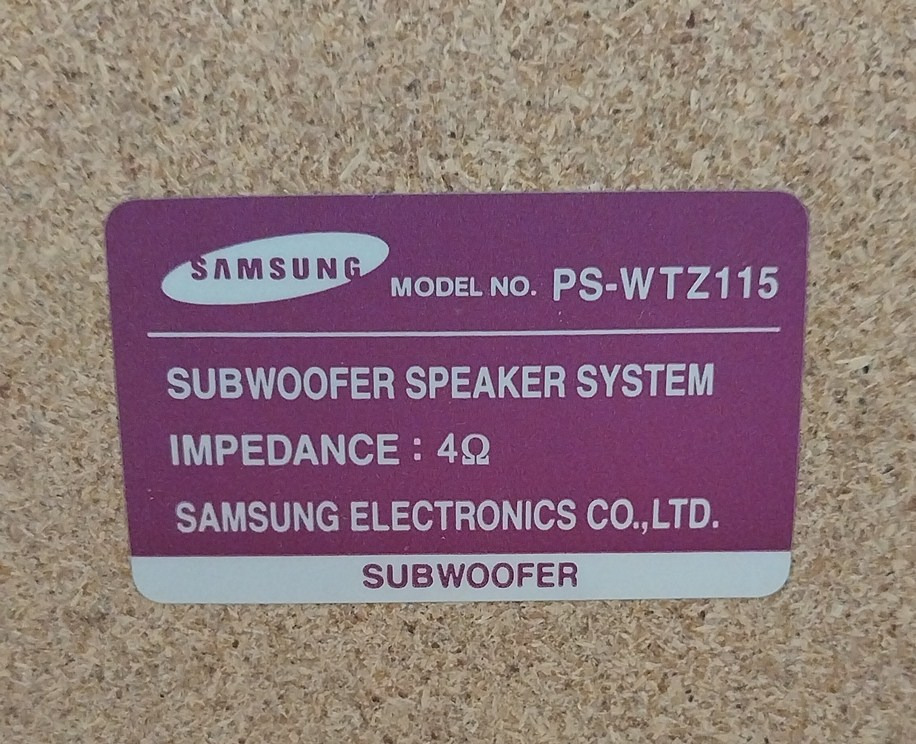 SAMSUNG MODEL NO. PS-WTZ115
SUBWOOFER SPEAKER SYSTEM
IMPEDANCE : 4Ω
SAMSUNG ELECTRONICS CO.,LTD.
SUBWOOFER